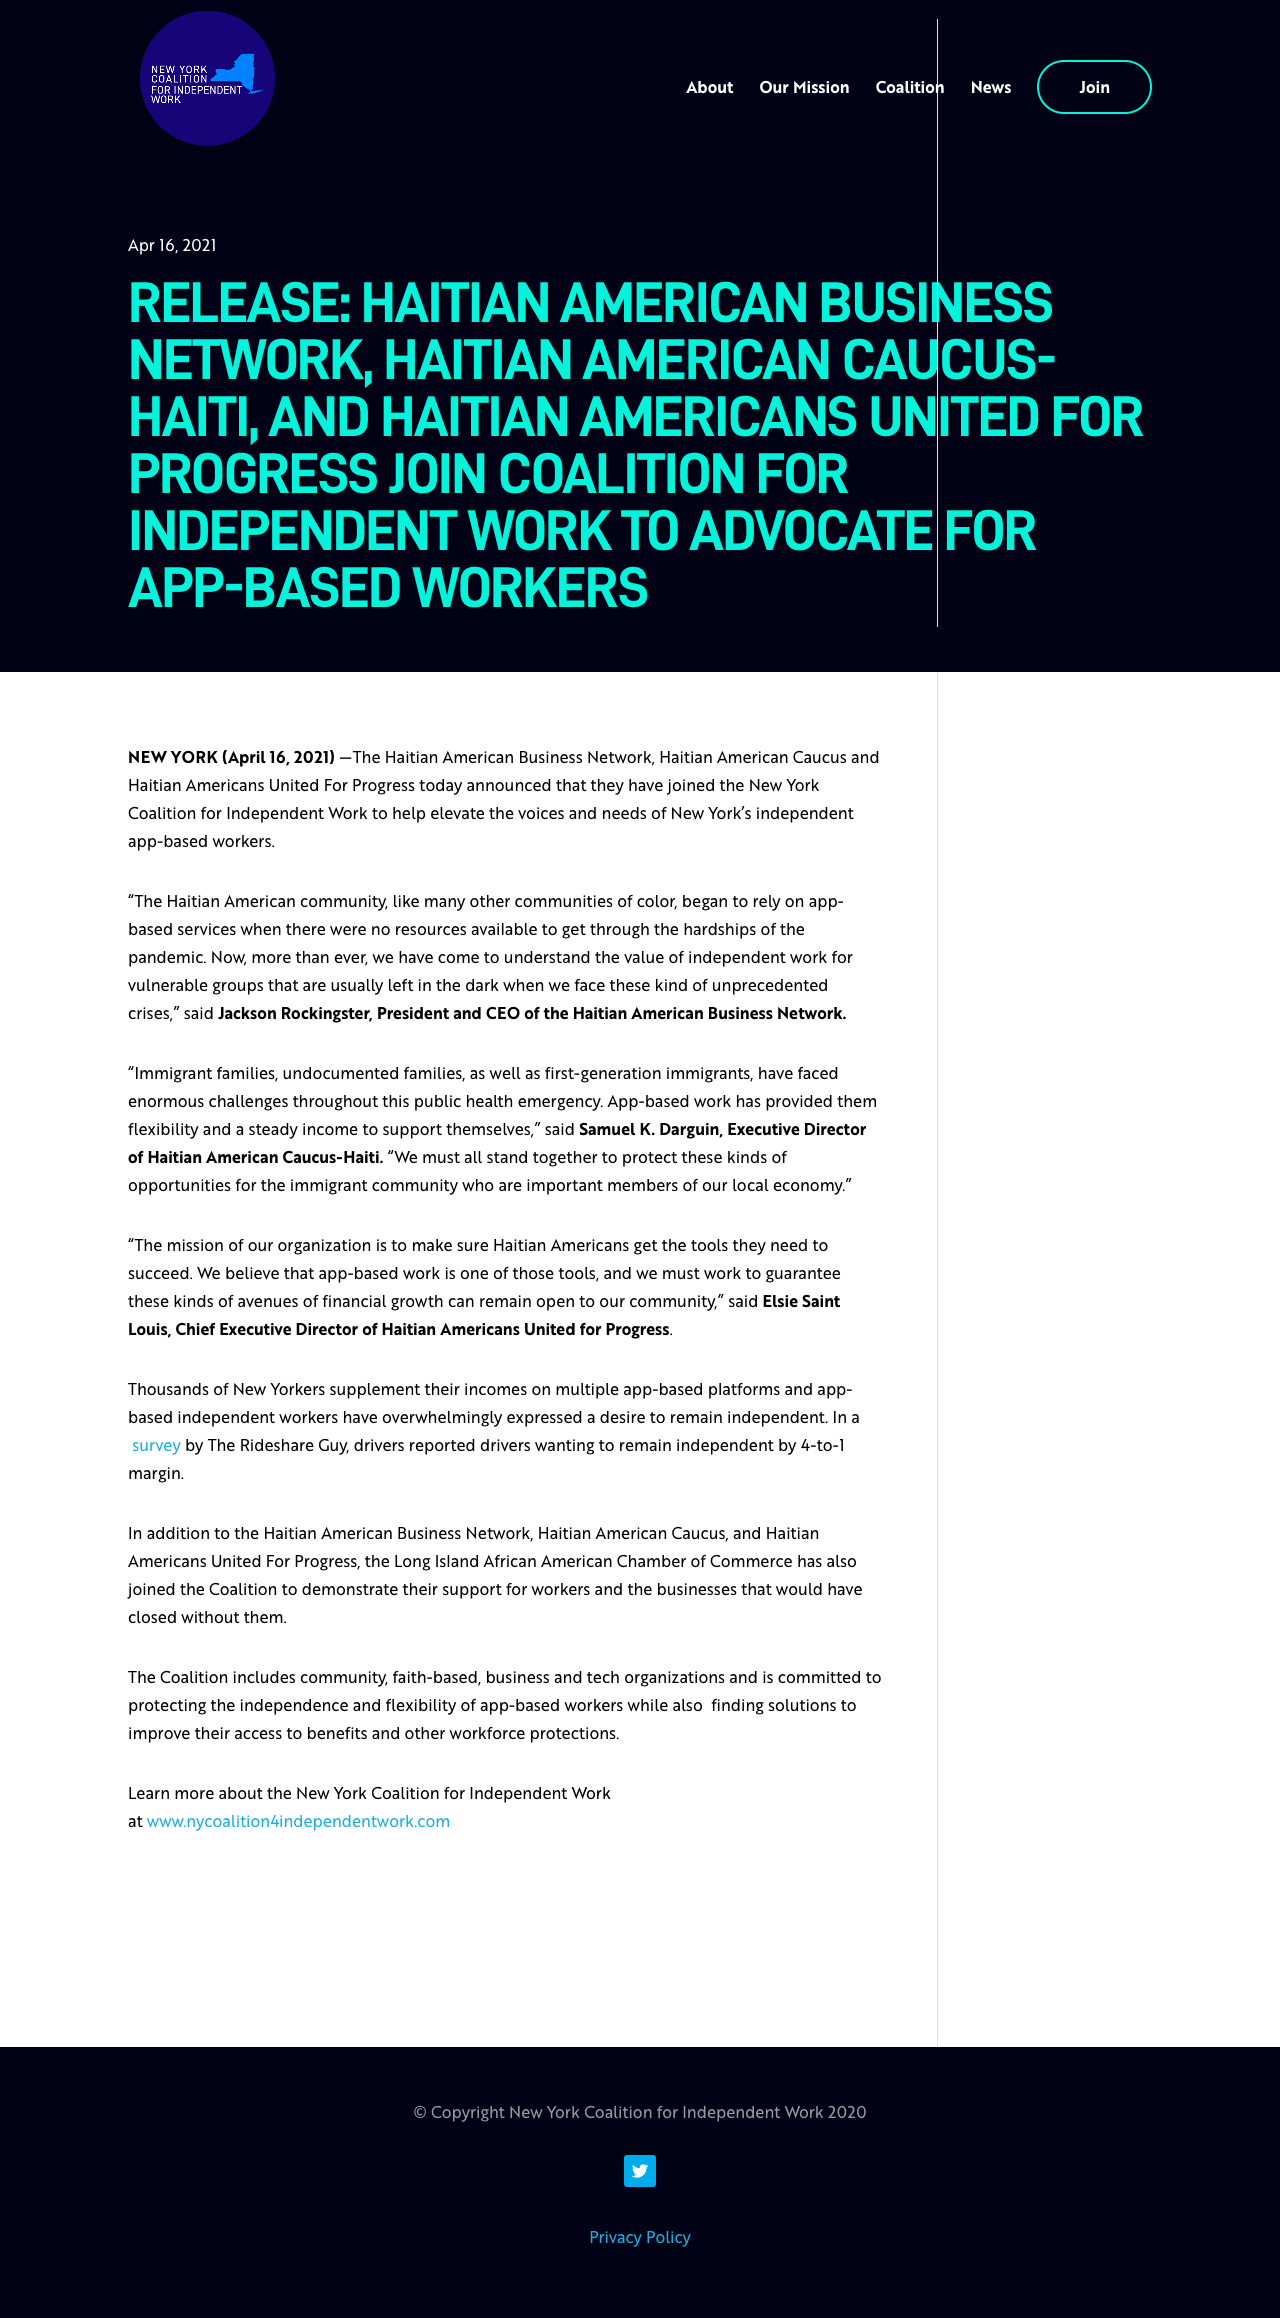 NEW YORK
COALITION
FOR INDEPENDENT
WORK
About Our Mission Coalition News Join
Apr 16, 2021
RELEASE: HAITIAN AMERICAN BUSINESS
NETWORK, HAITIAN AMERICAN CAUCUS-
HAITI, AND HAITIAN AMERICANS UNITED FOR
PROGRESS JOIN COALITION FOR
INDEPENDENT WORK TO ADVOCATE FOR
APP-BASED WORKERS
NEW YORK (April 16, 2021) —The Haitian American Business Network, Haitian American Caucus and
Haitian Americans United For Progress today announced that they have joined the New York
Coalition for Independent Work to help elevate the voices and needs of New York’s independent
app-based workers.
“The Haitian American community, like many other communities of color, began to rely on app-
based services when there were no resources available to get through the hardships of the
pandemic. Now, more than ever, we have come to understand the value of independent work for
vulnerable groups that are usually left in the dark when we face these kind of unprecedented
crises,” said Jackson Rockingster, President and CEO of the Haitian American Business Network.
“Immigrant families, undocumented families, as well as first-generation immigrants, have faced
enormous challenges throughout this public health emergency. App-based work has provided them
flexibility and a steady income to support themselves,” said Samuel K. Darguin, Executive Director
of Haitian American Caucus-Haiti. “We must all stand together to protect these kinds of
opportunities for the immigrant community who are important members of our local economy.”
“The mission of our organization is to make sure Haitian Americans get the tools they need to
succeed. We believe that app-based work is one of those tools, and we must work to guarantee
these kinds of avenues of financial growth can remain open to our community,” said Elsie Saint
Louis, Chief Executive Director of Haitian Americans United for Progress.
Thousands of New Yorkers supplement their incomes on multiple app-based platforms and app-
based independent workers have overwhelmingly expressed a desire to remain independent. In a
survey by The Rideshare Guy, drivers reported drivers wanting to remain independent by 4-to-1
margin.
In addition to the Haitian American Business Network, Haitian American Caucus, and Haitian
Americans United For Progress, the Long Island African American Chamber of Commerce has also
joined the Coalition to demonstrate their support for workers and the businesses that would have
closed without them.
The Coalition includes community, faith-based, business and tech organizations and is committed to
protecting the independence and flexibility of app-based workers while also  finding solutions to
improve their access to benefits and other workforce protections.
Learn more about the New York Coalition for Independent Work
at www.nycoalition4independentwork.com
© Copyright New York Coalition for Independent Work 2020
Privacy Policy